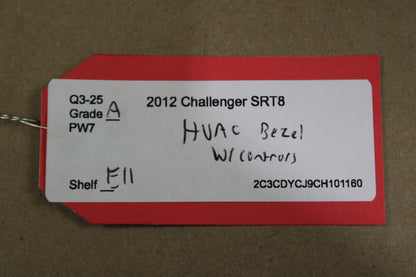 Q3-25
Grade A
PW7
2012 Challenger SRT8
HVAC Bezel
W/ controls
Shelf E11
2C3CDYCJ9CH101160